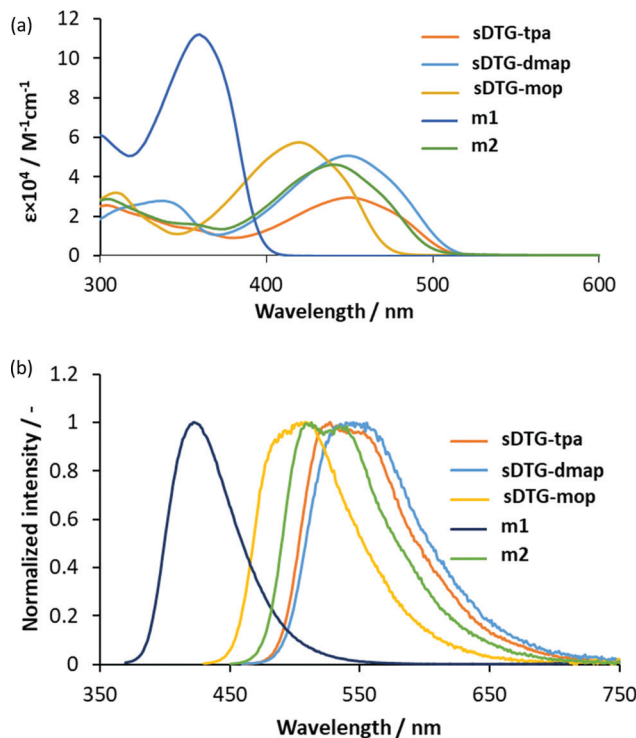 (a)
12
10
8
6
4
2
0
ε×10⁴ / M⁻¹cm⁻¹
sDTG-tpa
sDTG-dmap
sDTG-mop
m1
m2
300 400 500 600
Wavelength / nm
(b)
1.2
1
0.8
0.6
0.4
0.2
0
Normalized intensity / -
sDTG-tpa
sDTG-dmap
sDTG-mop
m1
m2
350 450 550 650 750
Wavelength / nm